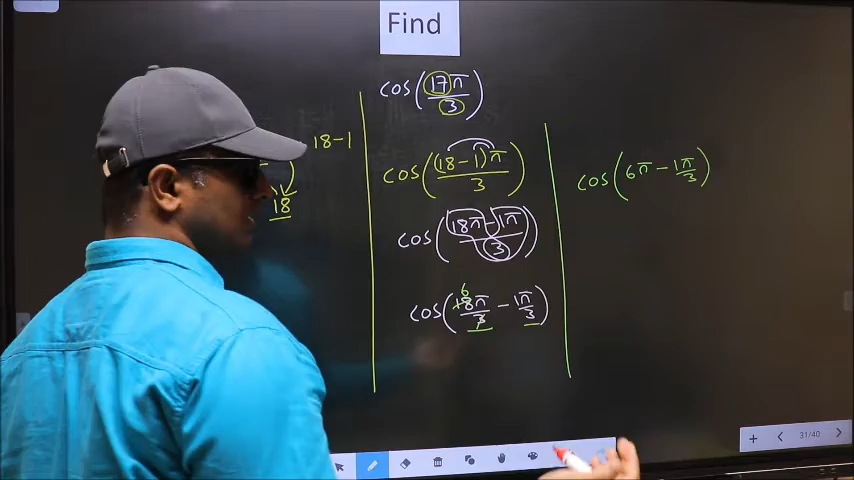 Find
cos(17π/3)
18-1
18
cos((18-1)π/3)
cos(18π-1π/3)
cos(6 18π/3 - 1π/3)
cos(6π - 1π/3)
31/40